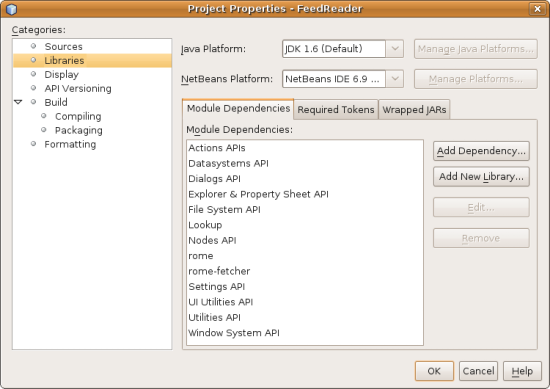 Project Properties - FeedReader
Categories:
Sources
Libraries
Display
API Versioning
Build
Compiling
Packaging
Formatting
Java Platform: JDK 1.6 (Default) Manage Java Platforms...
NetBeans Platform: NetBeans IDE 6.9 ... Manage Platforms...
Module Dependencies Required Tokens Wrapped JARs
Module Dependencies:
Actions APIs
Datasystems API
Dialogs API
Explorer & Property Sheet API
File System API
Lookup
Nodes API
rome
rome-fetcher
Settings API
UI Utilities API
Utilities API
Window System API
Add Dependency...
Add New Library...
Edit...
Remove
OK Cancel Help